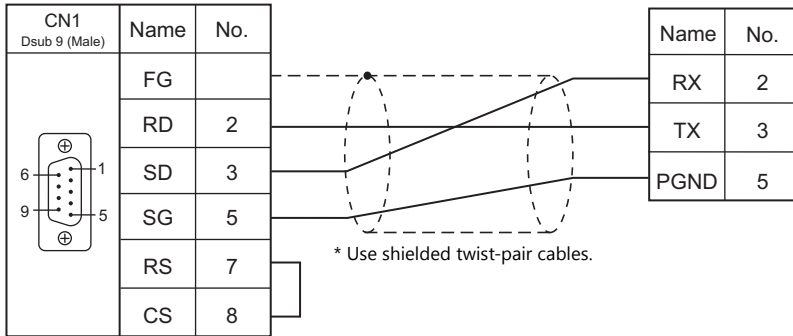 CN1
Dsub 9 (Male)
Name No.
FG
RD 2
SD 3
SG 5
RS 7
CS 8
6
1
9
5
Name No.
RX 2
TX 3
PGND 5
* Use shielded twist-pair cables.